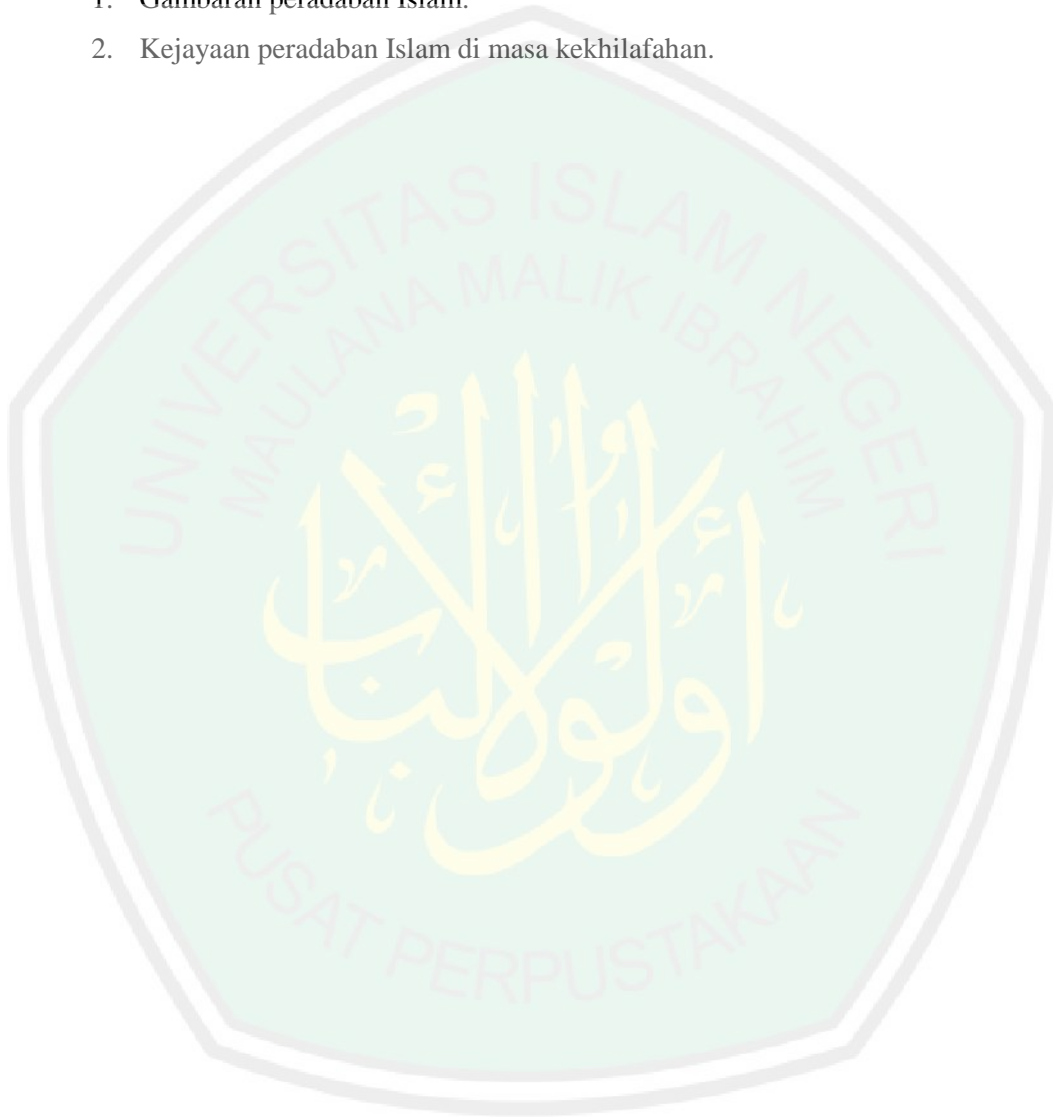 1. Gambaran peradaban Islam.
2. Kejayaan peradaban Islam di masa kekhilafahan.
UNIVERSITAS ISLAM NEGERI
MAULANA MALIK IBRAHIM
أولوا الألباب
PUSAT PERPUSTAKAAN